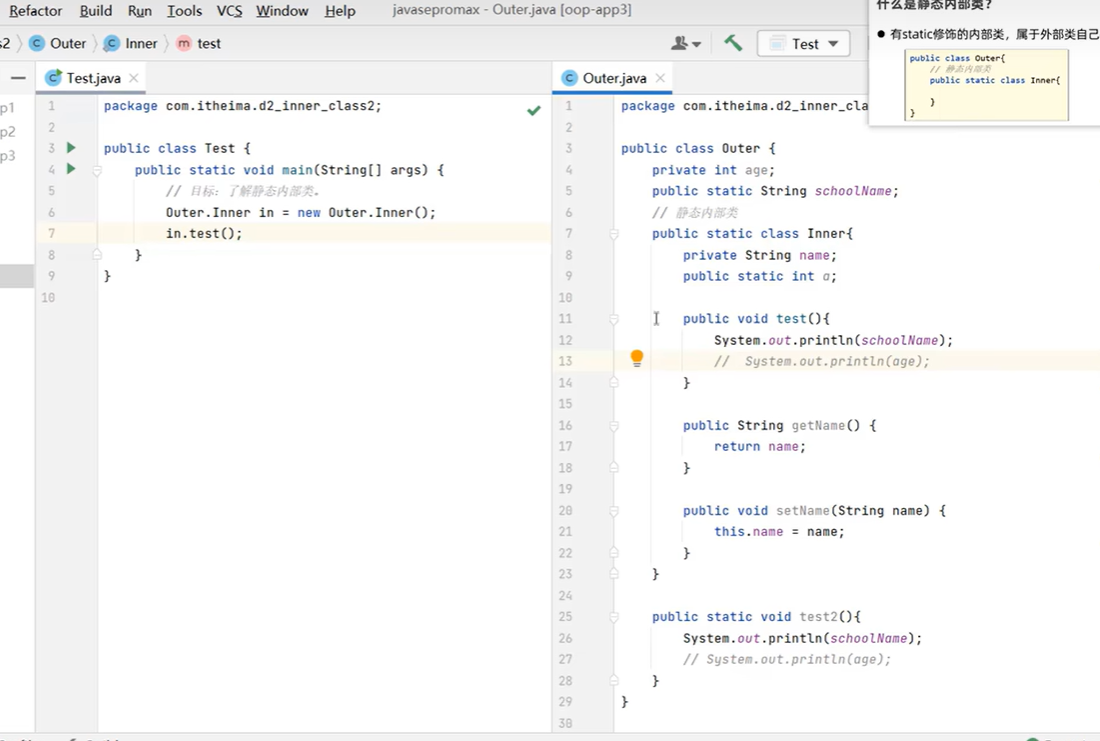 Refactor Build Run Tools VCS Window Help javasepromax - Outer.java [oop-app3]
什么是静态内部类?
s2 Outer Inner test Test
● 有static修饰的内部类，属于外部类自己
public class Outer{
// 静态内部类
public static class Inner{
}
}
Test.java
p1
p2
p3
1 package com.itheima.d2_inner_class2;
2
3 public class Test {
4 public static void main(String[] args) {
5 // 目标：了解静态内部类。
6 Outer.Inner in = new Outer.Inner();
7 in.test();
8 }
9 }
10
Outer.java
1 package com.itheima.d2_inner_cla
2
3 public class Outer {
4 private int age;
5 public static String schoolName;
6 // 静态内部类
7 public static class Inner{
8 private String name;
9 public static int a;
10
11 public void test(){
12 System.out.println(schoolName);
13 // System.out.println(age);
14 }
15
16 public String getName() {
17 return name;
18 }
19
20 public void setName(String name) {
21 this.name = name;
22 }
23 }
24
25 public static void test2(){
26 System.out.println(schoolName);
27 // System.out.println(age);
28 }
29 }
30